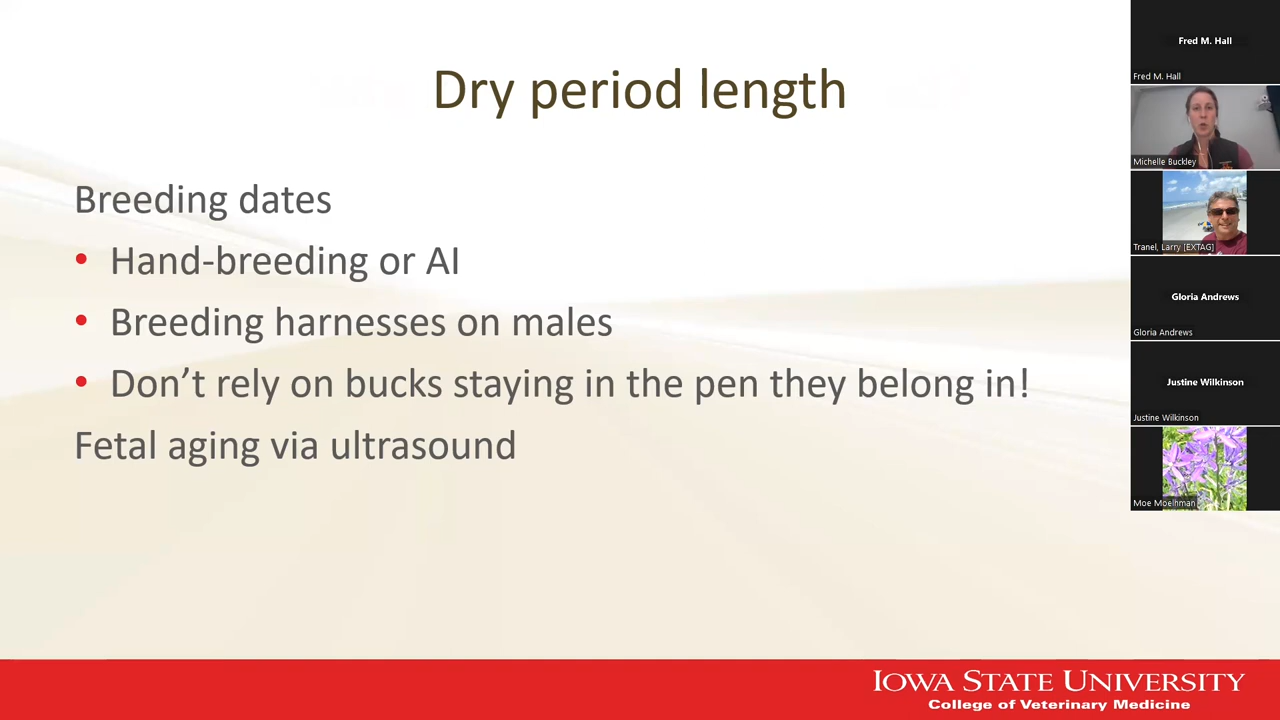 Dry period length
Breeding dates
• Hand-breeding or AI
• Breeding harnesses on males
• Don't rely on bucks staying in the pen they belong in!
Fetal aging via ultrasound
IOWA STATE UNIVERSITY
College of Veterinary Medicine
Fred M. Hall
Fred M. Hall
Michelle Buckley
Tranel, Larry [EXTAG]
Gloria Andrews
Gloria Andrews
Justine Wilkinson
Justine Wilkinson
Moe Moelhman